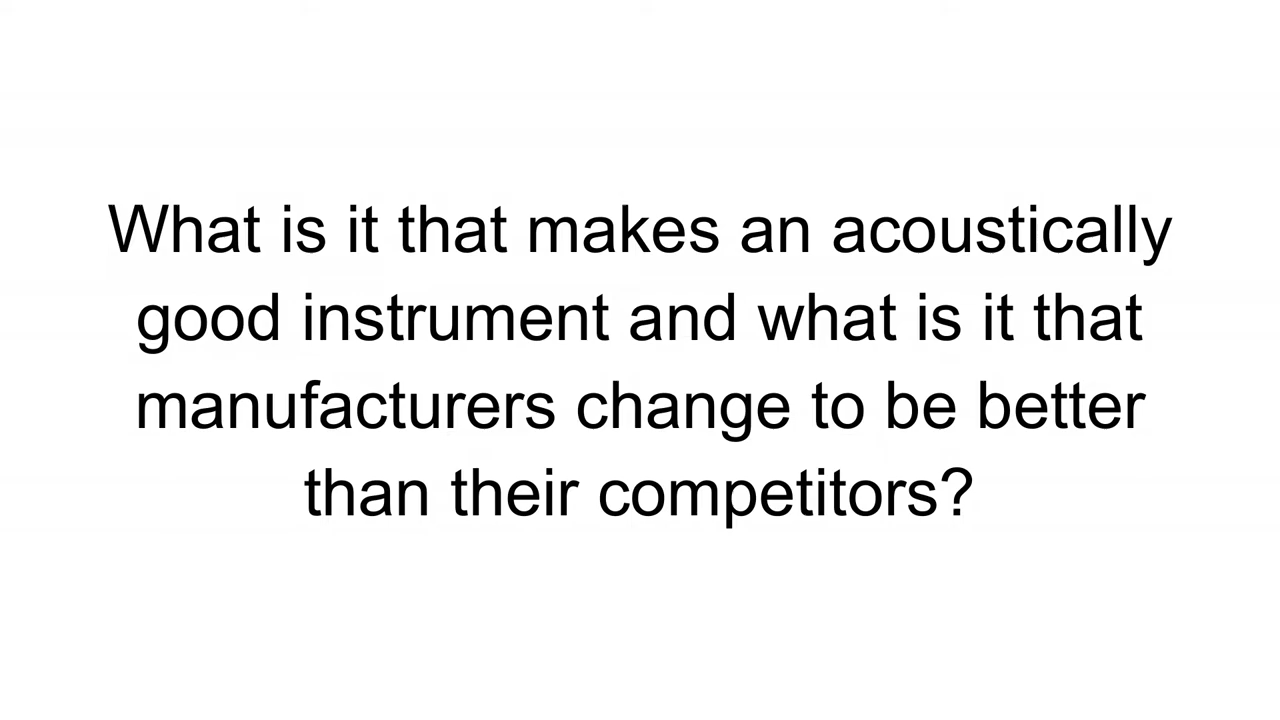 What is it that makes an acoustically
good instrument and what is it that
manufacturers change to be better
than their competitors?